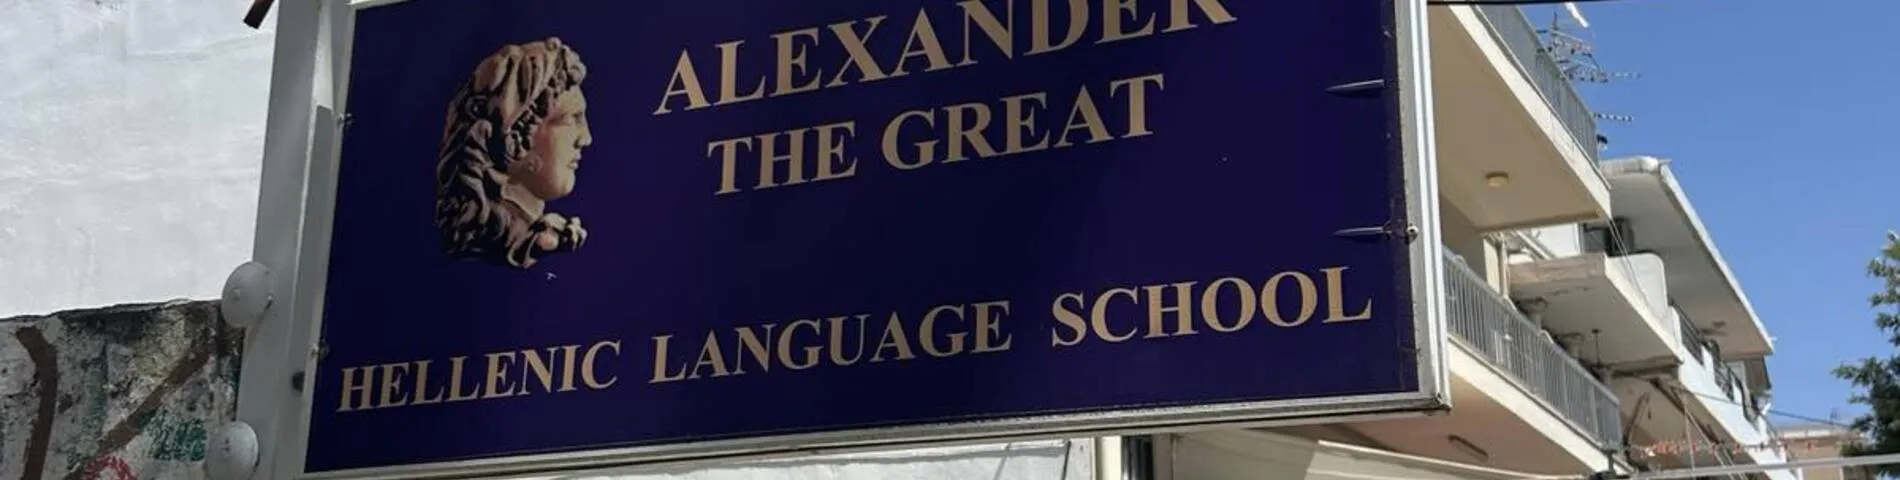 ALEXANDER
THE GREAT
HELLENIC LANGUAGE SCHOOL